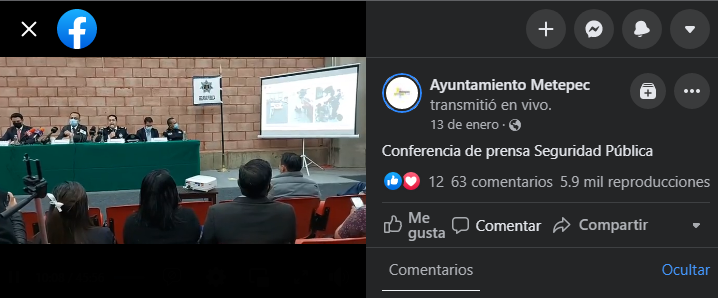 Ayuntamiento Metepec
transmitió en vivo.
13 de enero ·
Conferencia de prensa Seguridad Pública
12 63 comentarios 5.9 mil reproducciones
Me gusta
Comentar
Compartir
Comentarios
Ocultar